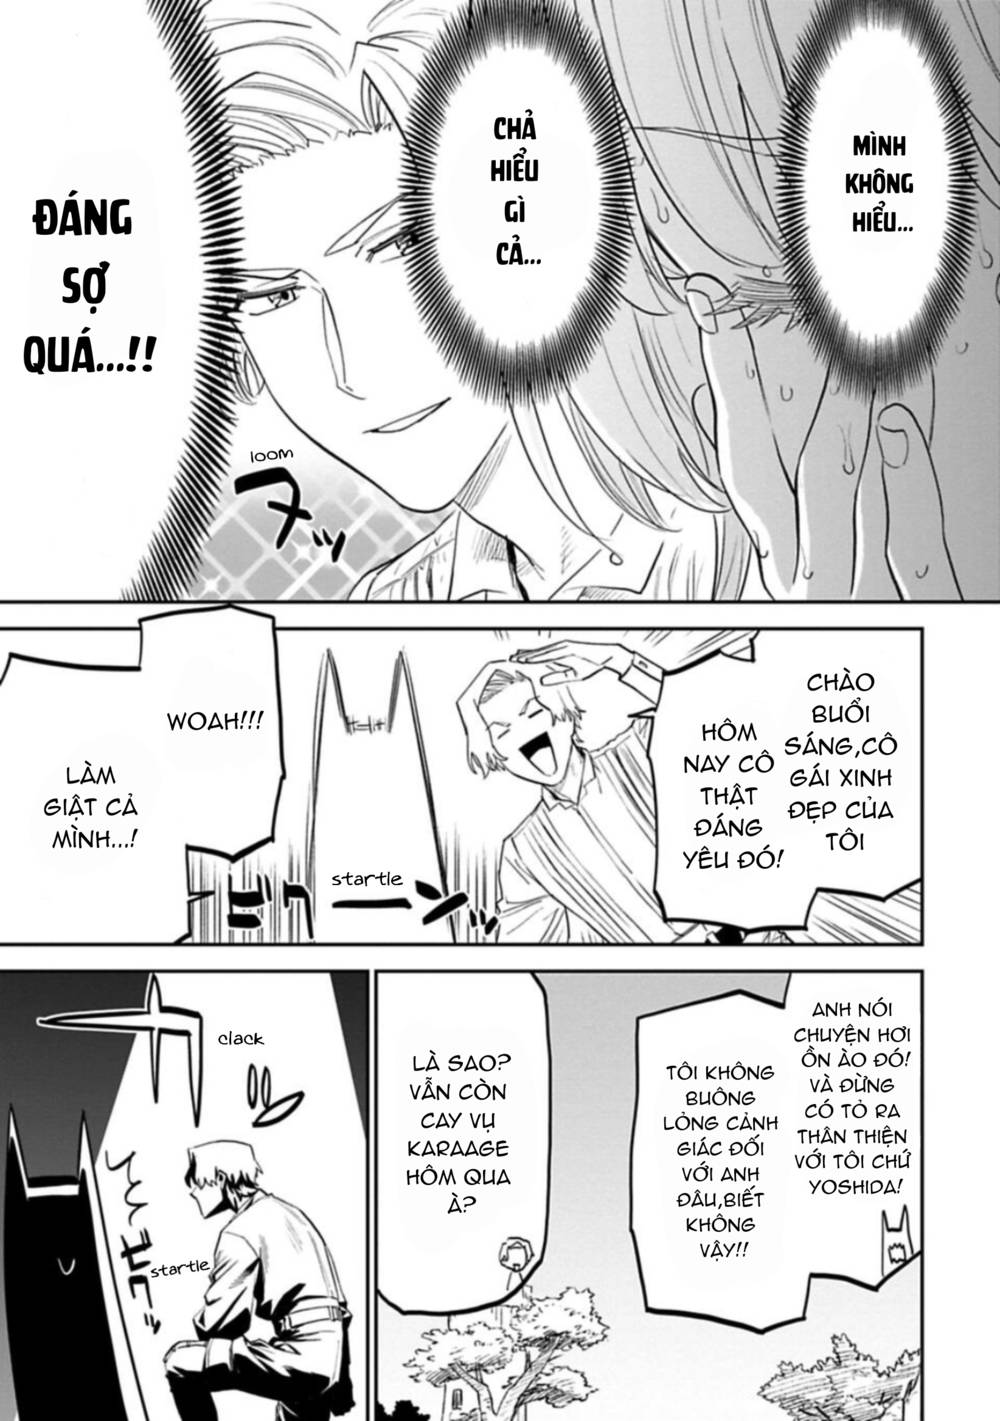 MÌNH
KHÔNG
HIỂU...
CHẢ
HIỂU
GÌ
CẢ...
ĐÁNG
SỢ
QUÁ...!!
loom
ヌッ
CHÀO
BUỔI
SÁNG,CÔ
GÁI XINH
ĐẸP CỦA
TÔI
HÔM
NAY CÔ
THẬT
ĐÁNG
YÊU ĐÓ!
startle
WOAH!!!
LÀM
GIẬT CẢ
MÌNH...!
ANH NÓI
CHUYỆN HƠI
ỒN ÀO ĐÓ!
VÀ ĐỪNG
CÓ TỎ RA
THÂN THIỆN
VỚI TÔI CHỨ
YOSHIDA!
TÔI KHÔNG
BUÔNG
LỎNG CẢNH
GIÁC ĐỐI
VỚI ANH
ĐÂU,BIẾT
KHÔNG
VẬY!!
LÀ SAO?
VẪN CÒN
CAY VỤ
KARAAGE
HÔM QUA
À?
clack
startle